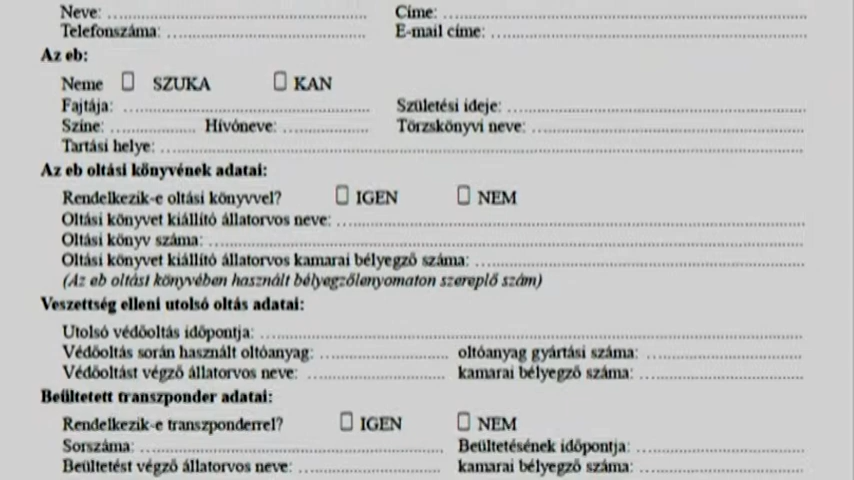 Neve: ........ Címe: ........
Telefonszáma: ........ E-mail címe: ........
Az eb:
Neme ☐ SZUKA ☐ KAN
Fajtája: ........ Születési ideje: ........
Színe: ........ Hívóneve: ........ Törzskönyvi neve: ........
Tartási helye: ........
Az eb oltási könyvének adatai:
Rendelkezik-e oltási könyvvel? ☐ IGEN ☐ NEM
Oltási könyvet kiállító állatorvos neve: ........
Oltási könyv száma: ........
Oltási könyvet kiállító állatorvos kamarai bélyegző száma: ........
(Az eb oltást könyvében használt bélyegzőlenyomaton szereplő szám)
Veszettség elleni utolsó oltás adatai:
Utolsó védőoltás időpontja: ........
Védőoltás során használt oltóanyag: ........ oltóanyag gyártási száma: ........
Védőoltást végző állatorvos neve: ........ kamarai bélyegző száma: ........
Beültetett transzponder adatai:
Rendelkezik-e transzponderrel? ☐ IGEN ☐ NEM
Sorszáma: ........ Beültetésének időpontja: ........
Beültetést végző állatorvos neve: ........ kamarai bélyegző száma: ........